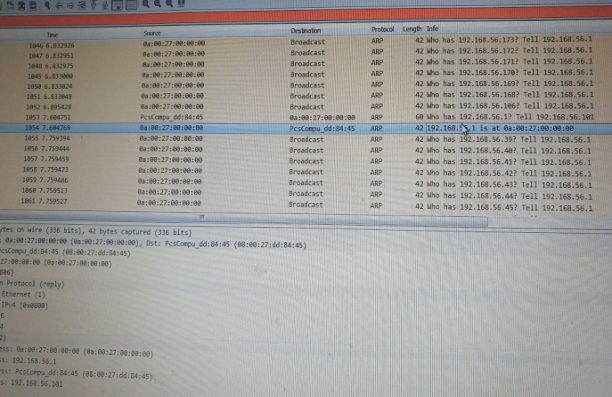 Time Source Destination Protocol Length Info
1046 6.832926 0a:00:27:00:00:00 Broadcast ARP 42 Who has 192.168.56.173? Tell 192.168.56.1
1047 6.832951 0a:00:27:00:00:00 Broadcast ARP 42 Who has 192.168.56.172? Tell 192.168.56.1
1048 6.832975 0a:00:27:00:00:00 Broadcast ARP 42 Who has 192.168.56.171? Tell 192.168.56.1
1049 6.833000 0a:00:27:00:00:00 Broadcast ARP 42 Who has 192.168.56.170? Tell 192.168.56.1
1050 6.833024 0a:00:27:00:00:00 Broadcast ARP 42 Who has 192.168.56.169? Tell 192.168.56.1
1051 6.833048 0a:00:27:00:00:00 Broadcast ARP 42 Who has 192.168.56.168? Tell 192.168.56.1
1052 6.895428 0a:00:27:00:00:00 Broadcast ARP 42 Who has 192.168.56.106? Tell 192.168.56.1
1053 7.604751 PcsCompu_dd:84:45 0a:00:27:00:00:00 ARP 60 Who has 192.168.56.1? Tell 192.168.56.101
1054 7.604769 0a:00:27:00:00:00 PcsCompu_dd:84:45 ARP 42 192.168.56.1 is at 0a:00:27:00:00:00
1055 7.759394 0a:00:27:00:00:00 Broadcast ARP 42 Who has 192.168.56.39? Tell 192.168.56.1
1056 7.759444 0a:00:27:00:00:00 Broadcast ARP 42 Who has 192.168.56.40? Tell 192.168.56.1
1057 7.759459 0a:00:27:00:00:00 Broadcast ARP 42 Who has 192.168.56.41? Tell 192.168.56.1
1058 7.759473 0a:00:27:00:00:00 Broadcast ARP 42 Who has 192.168.56.42? Tell 192.168.56.1
1059 7.759486 0a:00:27:00:00:00 Broadcast ARP 42 Who has 192.168.56.43? Tell 192.168.56.1
1060 7.759513 0a:00:27:00:00:00 Broadcast ARP 42 Who has 192.168.56.44? Tell 192.168.56.1
1061 7.759527 0a:00:27:00:00:00 Broadcast ARP 42 Who has 192.168.56.45? Tell 192.168.56.1
ytes on wire (336 bits), 42 bytes captured (336 bits)
: 0a:00:27:00:00:00 (0a:00:27:00:00:00), Dst: PcsCompu_dd:84:45 (08:00:27:dd:84:45)
PcsCompu_dd:84:45 (08:00:27:dd:84:45)
27:00:00:00 (0a:00:27:00:00:00)
806)
n Protocol (reply)
Ethernet (1)
IPv4 (0x0800)
6
4
2)
ess: 0a:00:27:00:00:00 (0a:00:27:00:00:00)
ss: 192.168.56.1
ess: PcsCompu_dd:84:45 (08:00:27:dd:84:45)
s: 192.168.56.101